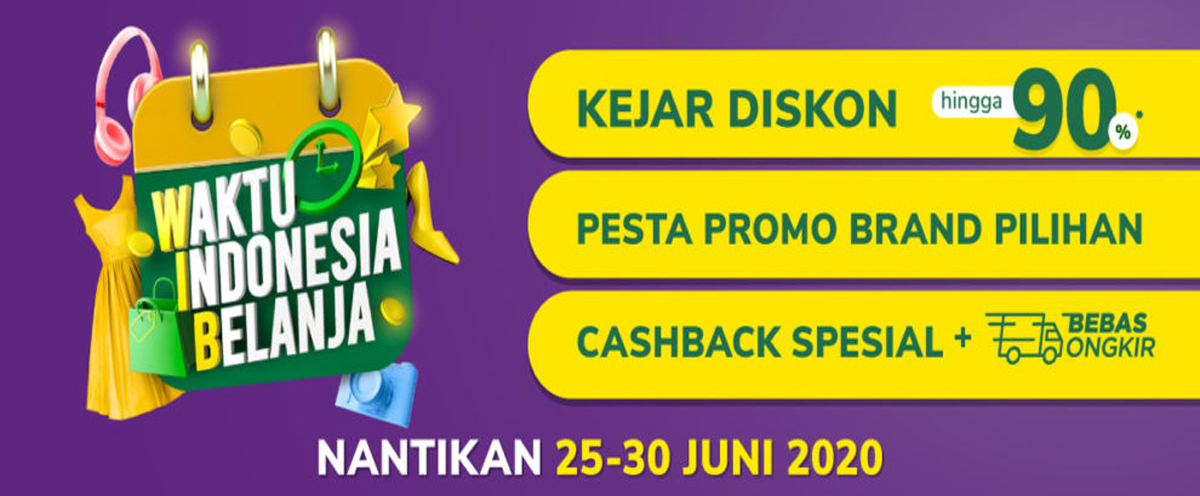 WAKTU
INDONESIA
BELANJA
KEJAR DISKON hingga 90%*
PESTA PROMO BRAND PILIHAN
CASHBACK SPESIAL + BEBAS
ONGKIR
NANTIKAN 25-30 JUNI 2020